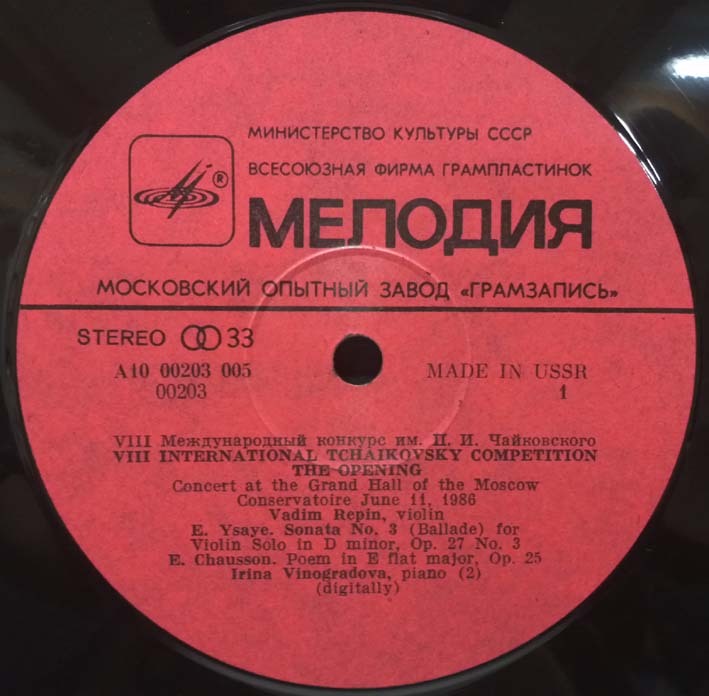 МИНИСТЕРСТВО КУЛЬТУРЫ СССР
ВСЕСОЮЗНАЯ ФИРМА ГРАМПЛАСТИНОК
®
МЕЛОДИЯ
МОСКОВСКИЙ ОПЫТНЫЙ ЗАВОД «ГРАМЗАПИСЬ»
STEREO 33
А10 00203 005 MADE IN USSR
00203 1
VIII Международный конкурс им. П. И. Чайковского
VIII INTERNATIONAL TCHAIKOVSKY COMPETITION
THE OPENING
Concert at the Grand Hall of the Moscow
Conservatoire June 11, 1986
Vadim Repin, violin
E. Ysaye. Sonata No. 3 (Ballade) for
Violin Solo in D minor, Op. 27 No. 3
E. Chausson. Poem in E flat major, Op. 25
Irina Vinogradova, piano (2)
(digitally)